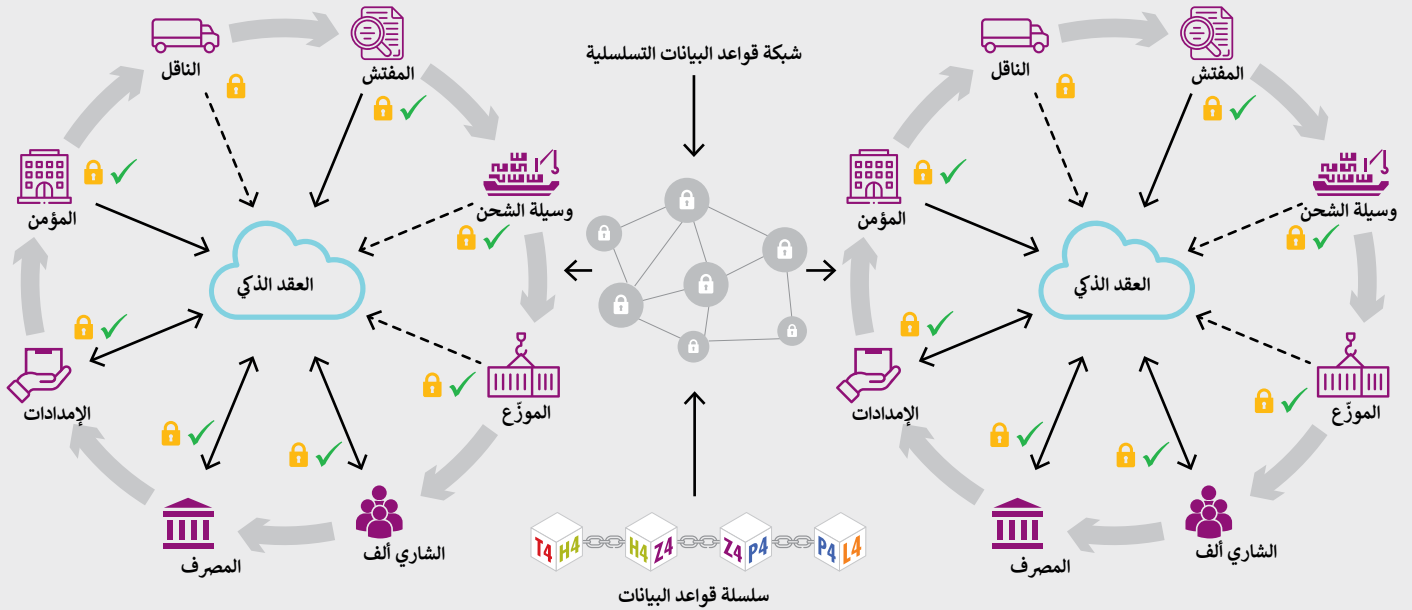 شبكة قواعد البيانات التسلسلية
الناقل
المفتش
وسيلة الشحن
الموزّع
الشاري ألف
المصرف
الإمدادات
المؤمن
العقد الذكي
الناقل
المفتش
وسيلة الشحن
الموزّع
الشاري ألف
المصرف
الإمدادات
المؤمن
العقد الذكي
T4 H4 H4 Z4 Z4 P4 P4 L4
سلسلة قواعد البيانات